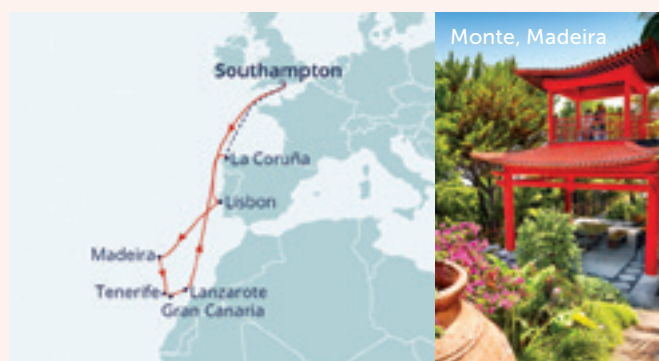 Southampton
La Coruña
Lisbon
Madeira
Tenerife
Lanzarote
Gran Canaria
Monte, Madeira